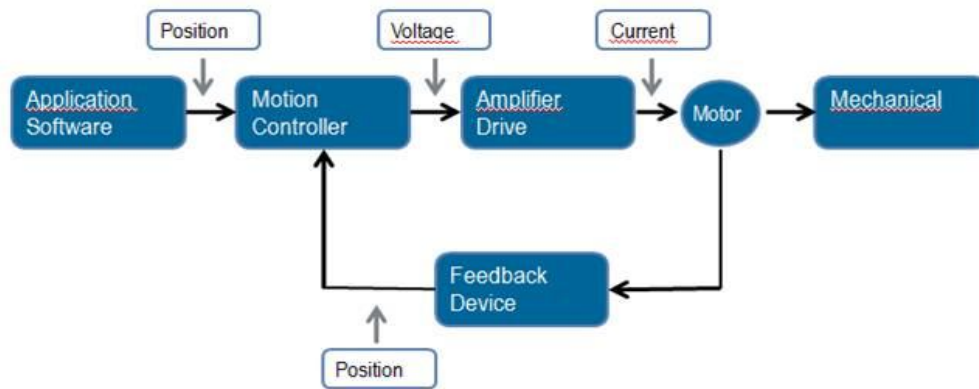 Position
Voltage
Current
Application
Software
Motion
Controller
Amplifier
Drive
Motor
Mechanical
Feedback
Device
Position